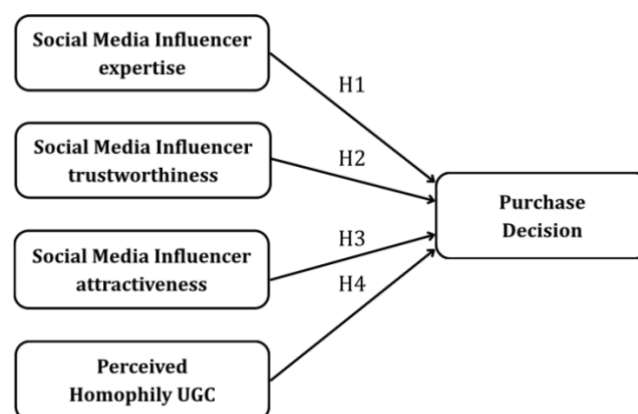 Social Media Influencer
expertise
H1
Social Media Influencer
trustworthiness
H2
Purchase
Decision
Social Media Influencer
attractiveness
H3
H4
Perceived
Homophily UGC